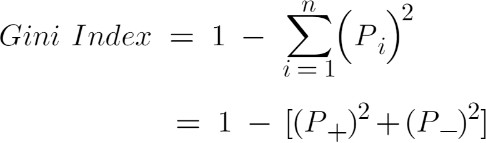 Gini Index = 1 − ∑_{i=1}^{n} (P_i)^2
= 1 − [(P_+)^2 + (P_−)^2]